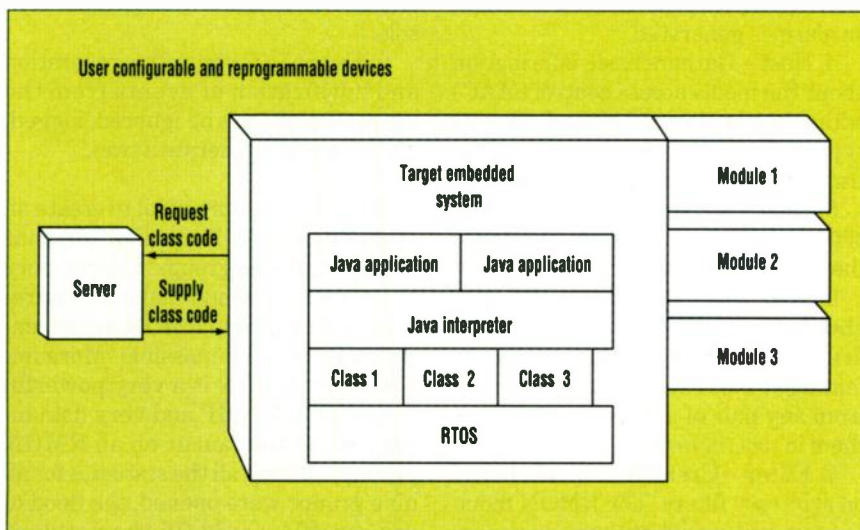 User configurable and reprogrammable devices
Target embedded
system
Module 1
Module 2
Module 3
Request
class code
Server
Supply
class code
Java application
Java application
Java interpreter
Class 1
Class 2
Class 3
RTOS